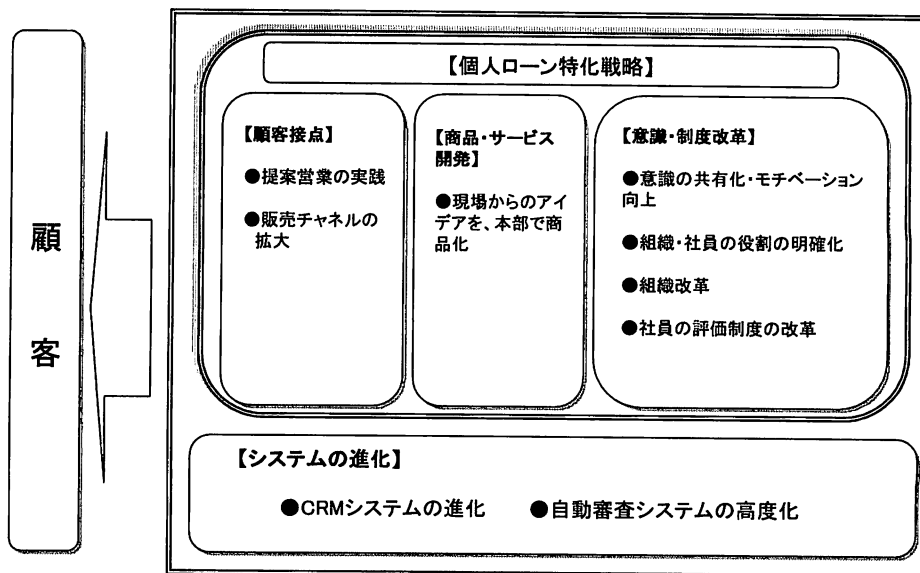 顧客
【個人ローン特化戦略】
【顧客接点】
●提案営業の実践
●販売チャネルの
拡大
【商品・サービス
開発】
●現場からのアイ
デアを、本部で商
品化
【意識・制度改革】
●意識の共有化・モチベーション
向上
●組織・社員の役割の明確化
●組織改革
●社員の評価制度の改革
【システムの進化】
●CRMシステムの進化 ●自動審査システムの高度化